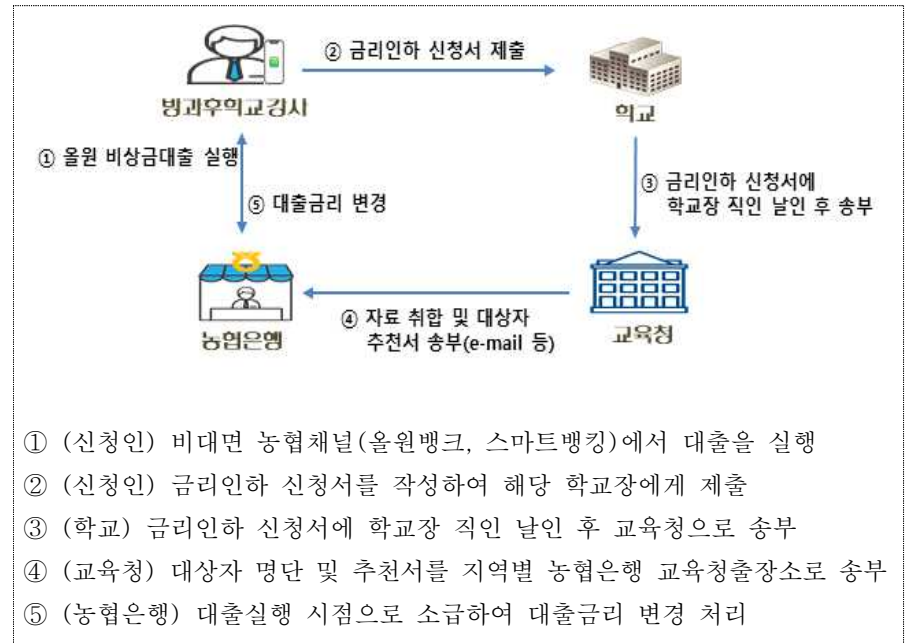 ② 금리인하 신청서 제출
방과후학교강사
학교
① 올원 비상금대출 실행
③ 금리인하 신청서에
학교장 직인 날인 후 송부
⑤ 대출금리 변경
④ 자료 취합 및 대상자
추천서 송부(e-mail 등)
농협은행
교육청
① (신청인) 비대면 농협채널(올원뱅크, 스마트뱅킹)에서 대출을 실행
② (신청인) 금리인하 신청서를 작성하여 해당 학교장에게 제출
③ (학교) 금리인하 신청서에 학교장 직인 날인 후 교육청으로 송부
④ (교육청) 대상자 명단 및 추천서를 지역별 농협은행 교육청출장소로 송부
⑤ (농협은행) 대출실행 시점으로 소급하여 대출금리 변경 처리